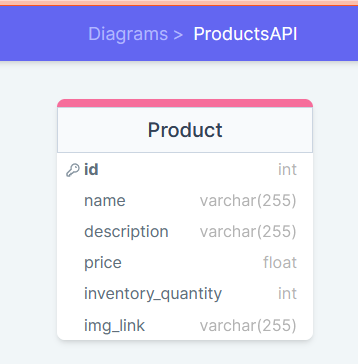 Diagrams > ProductsAPI
Product
id int
name varchar(255)
description varchar(255)
price float
inventory_quantity int
img_link varchar(255)